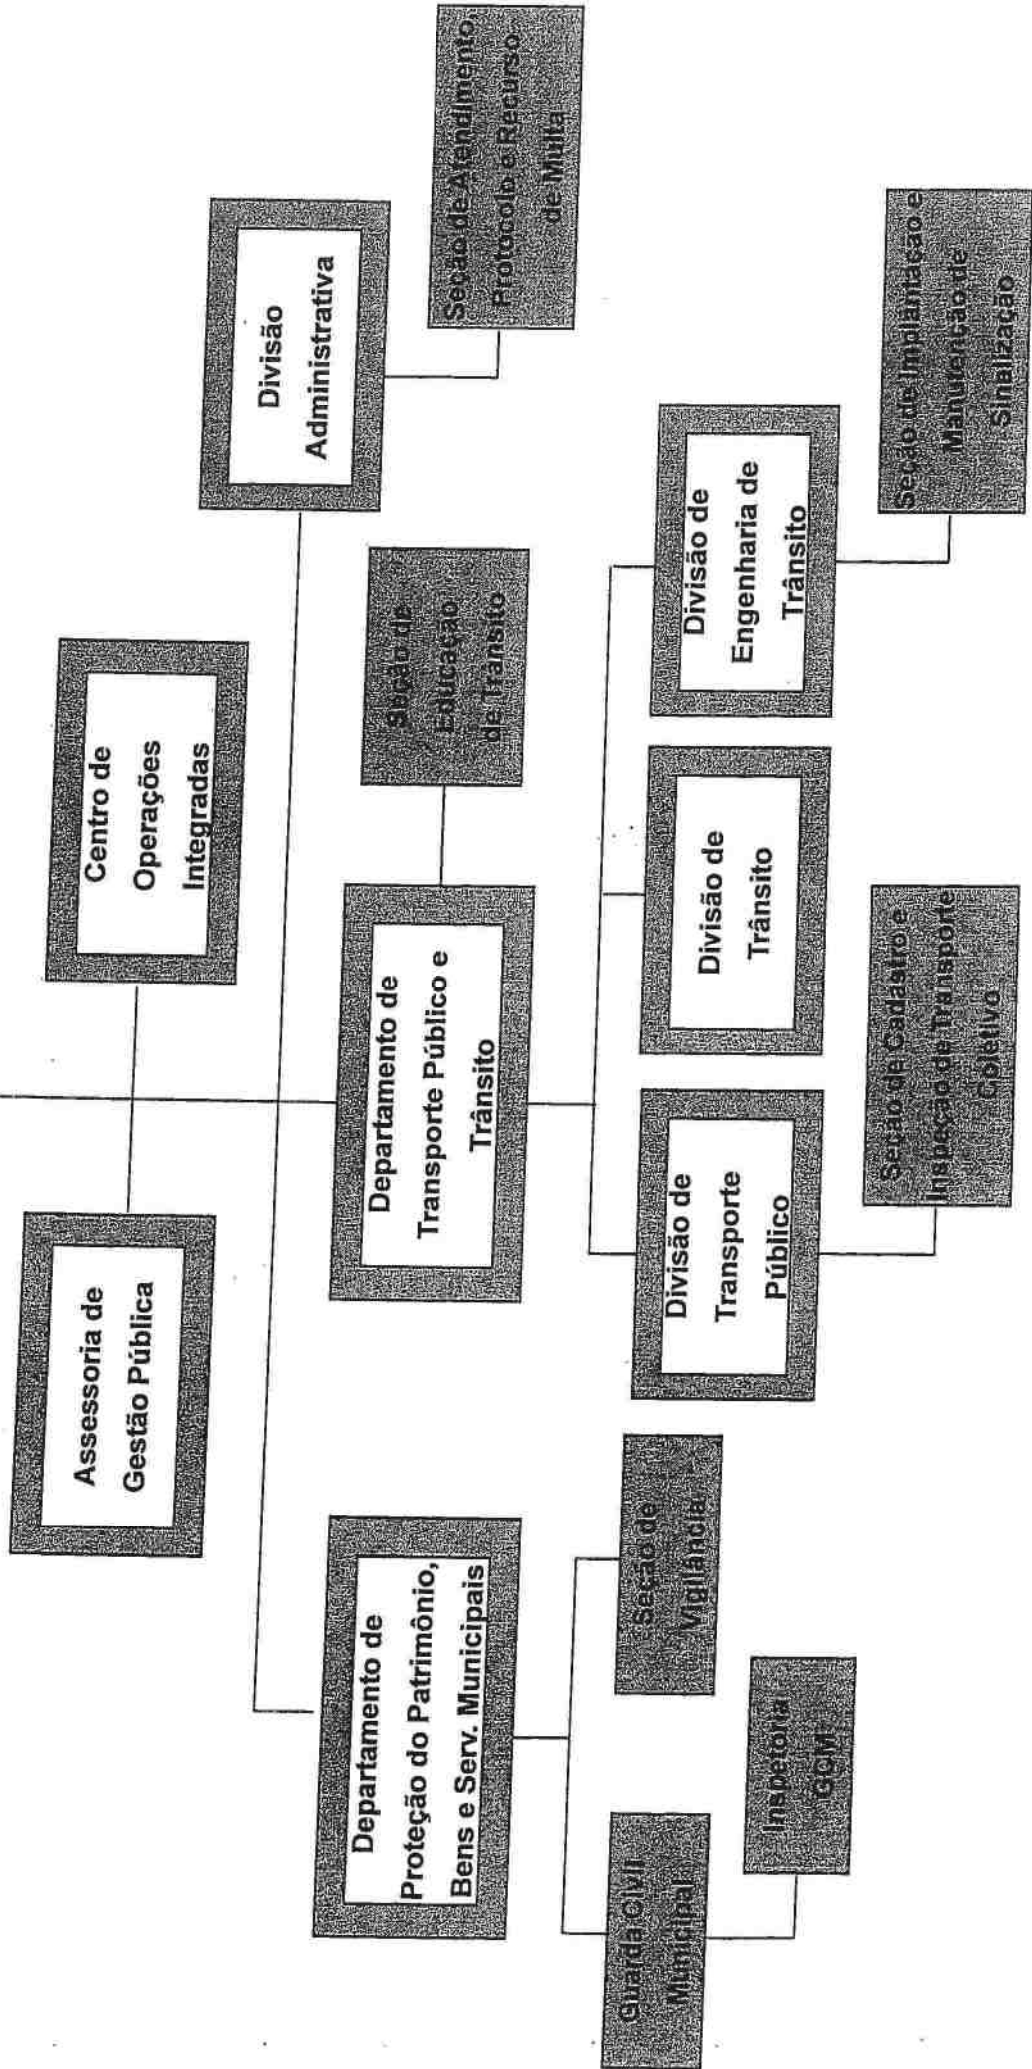 Assessoria de
Gestão Pública
Centro de
Operações
Integradas
Departamento de
Proteção do Patrimônio,
Bens e Serv. Municipais
Departamento de
Transporte Público e
Trânsito
Divisão
Administrativa
Seção de
Educação
de Trânsito
Seção de Atendimento,
Protocolo e Recurso
de Multa
Guarda Civil
Municipal
Seção de
Vigilância
Inspetoria
GCM
Divisão de
Transporte
Público
Divisão de
Trânsito
Divisão de
Engenharia de
Trânsito
Seção de Cadastro e
Inspeção de Transporte
Coletivo
Seção de Implantação e
Manutenção de
Sinalização